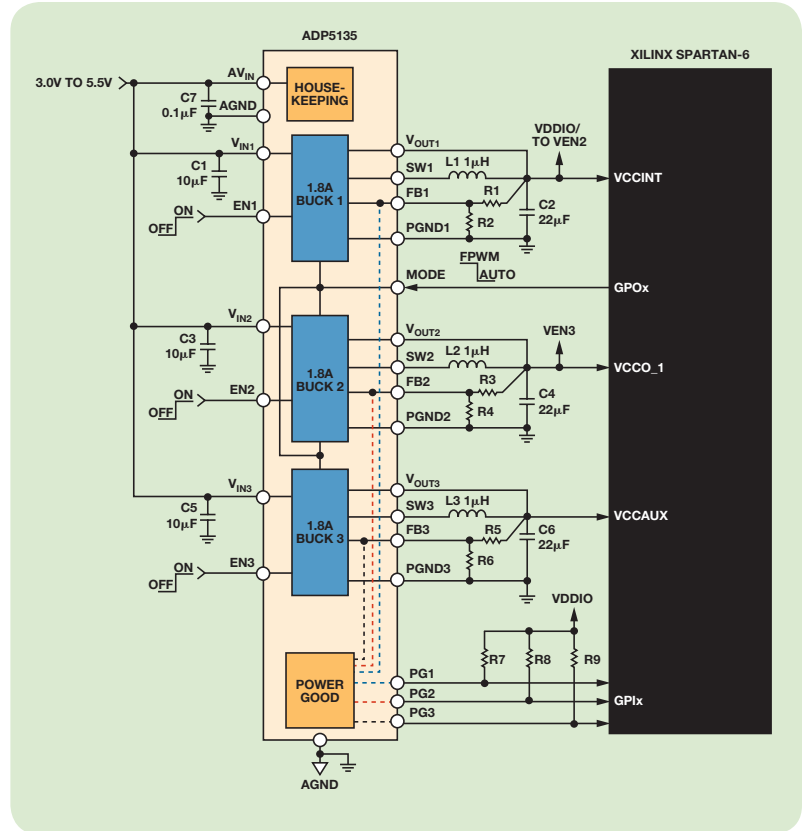 ADP5135
XILINX SPARTAN-6
3.0V TO 5.5V
AVIN
C7
0.1µF
AGND
HOUSE-
KEEPING
VIN1
C1
10µF
ON
OFF
EN1
1.8A
BUCK 1
VOUT1
SW1
FB1
PGND1
L1 1µH
R1
R2
VDDIO/
TO VEN2
C2
22µF
VCCINT
MODE
FPWM
AUTO
GPOx
VIN2
C3
10µF
ON
OFF
EN2
1.8A
BUCK 2
VOUT2
SW2
FB2
PGND2
L2 1µH
R3
R4
VEN3
C4
22µF
VCCO_1
VIN3
C5
10µF
ON
OFF
EN3
1.8A
BUCK 3
VOUT3
SW3
FB3
PGND3
L3 1µH
R5
R6
C6
22µF
VCCAUX
VDDIO
R7
R8
R9
POWER
GOOD
PG1
PG2
PG3
GPIx
AGND